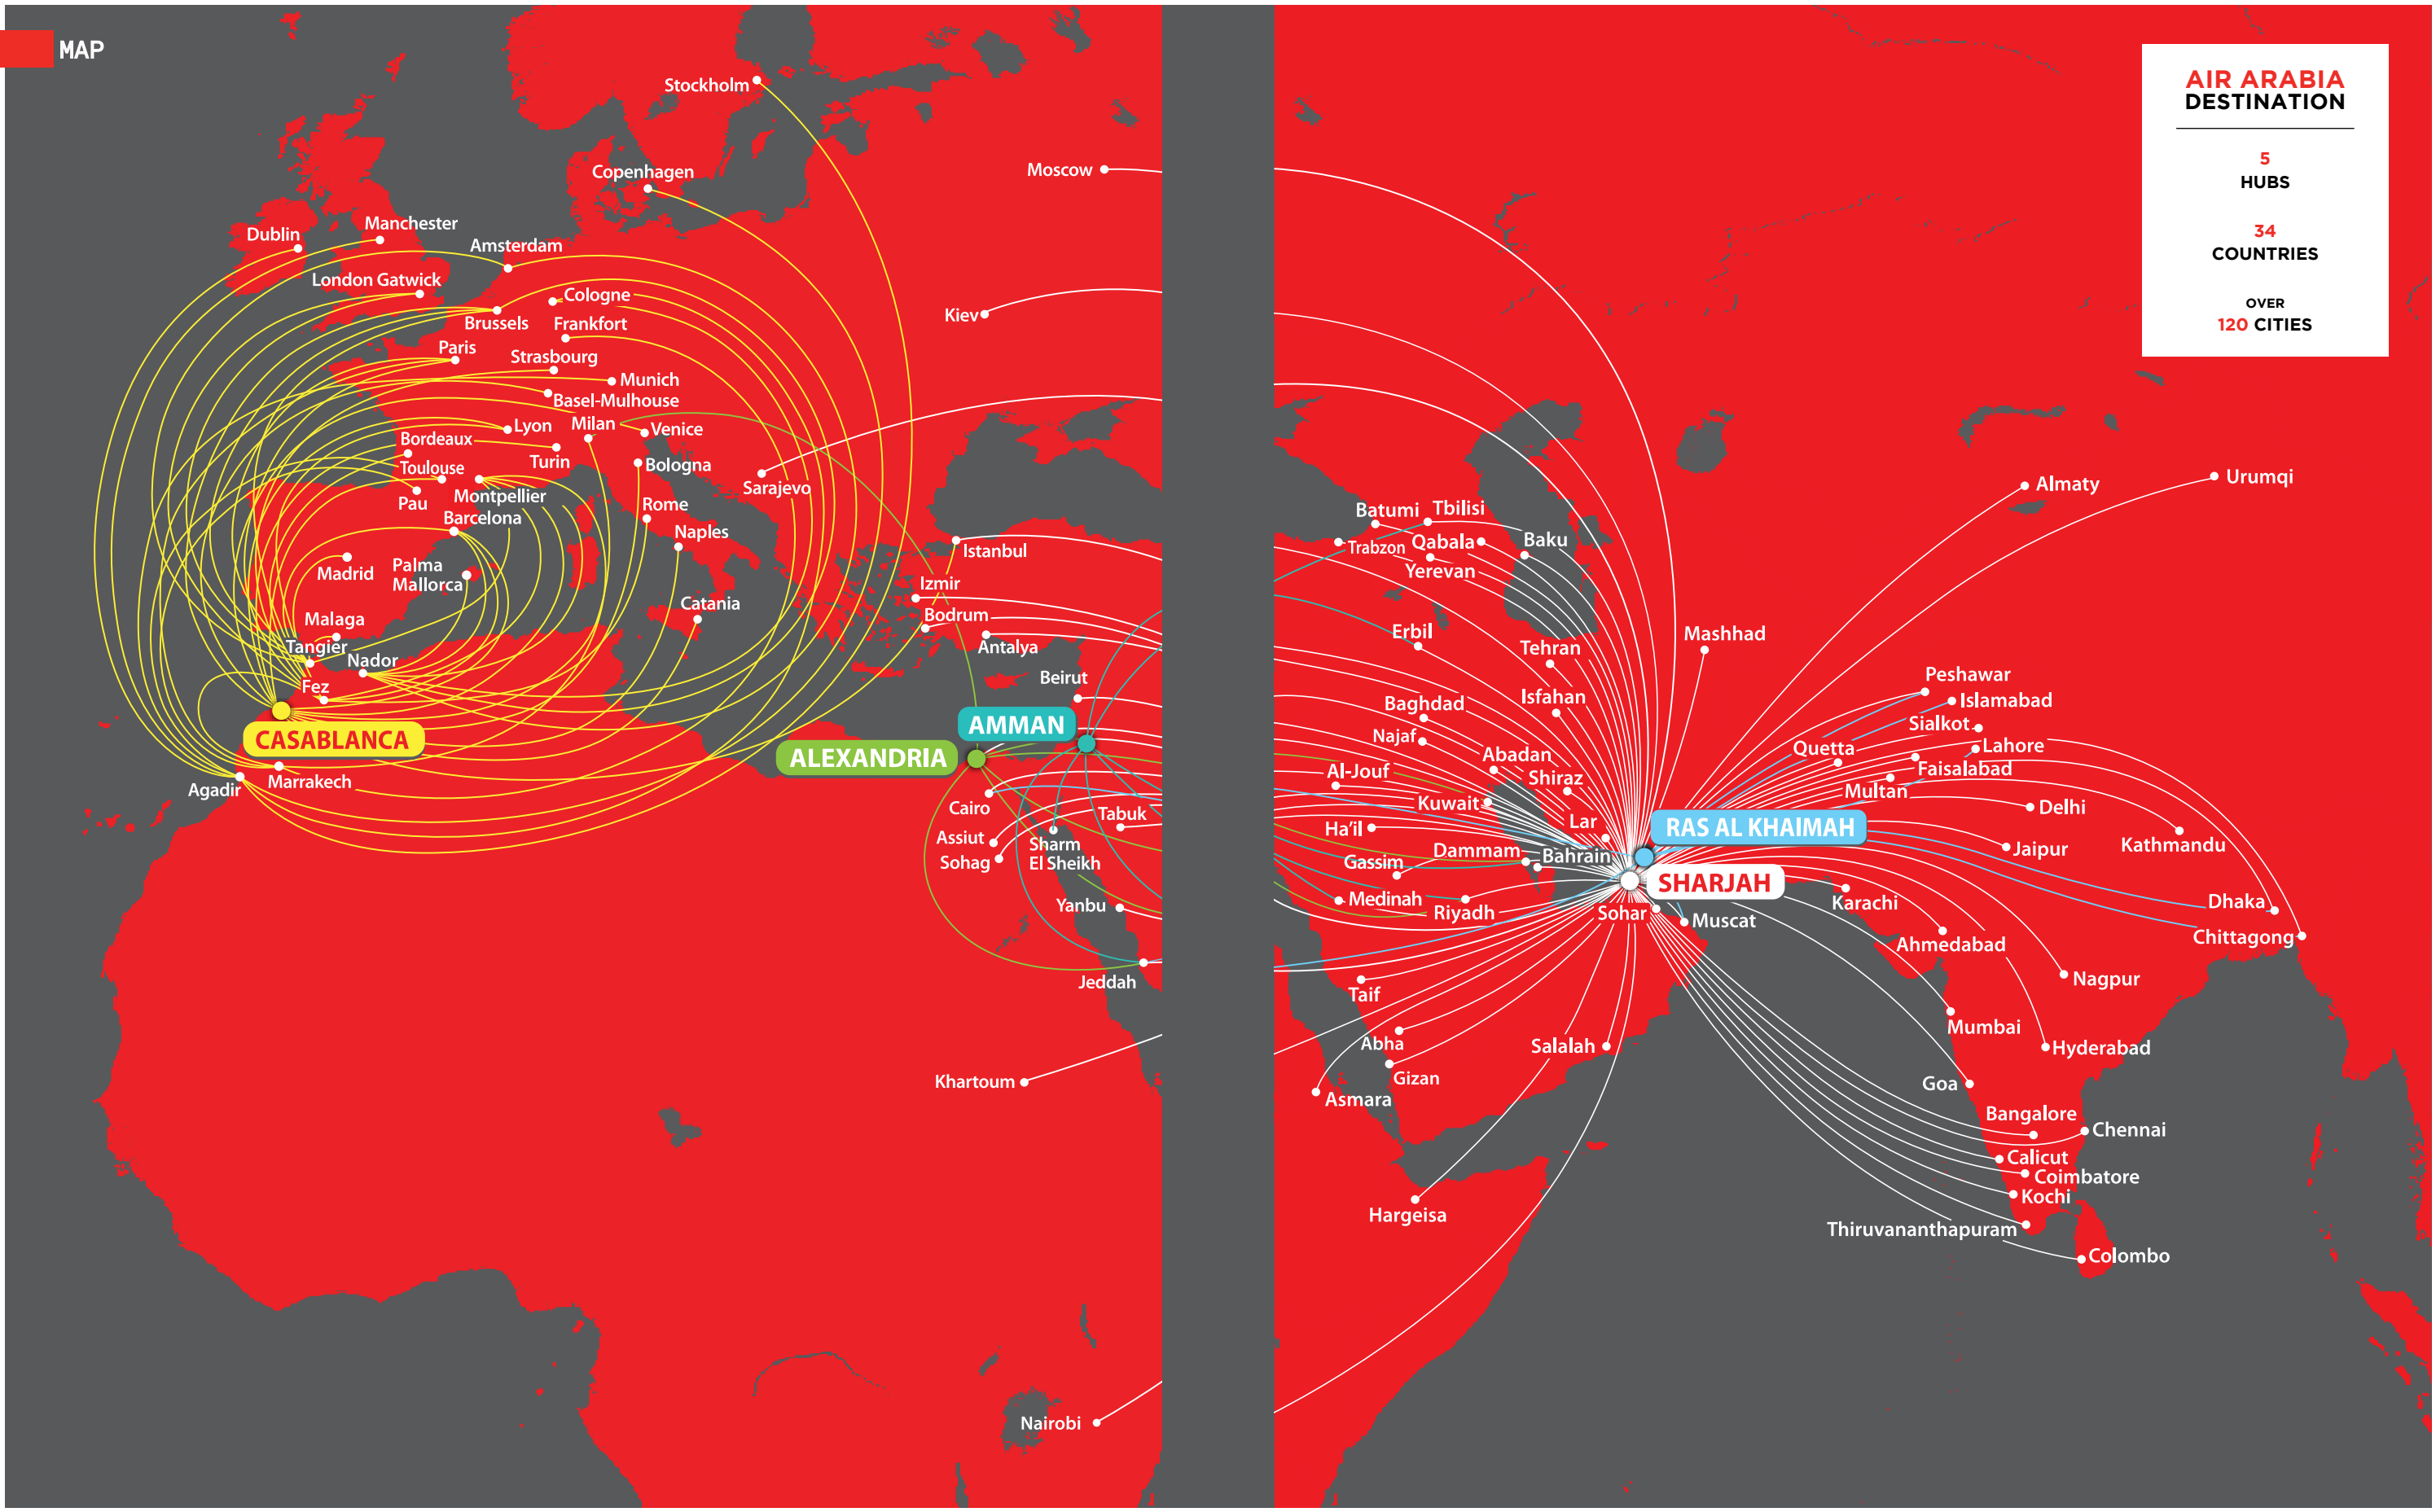 MAP
AIR ARABIA
DESTINATION
5
HUBS
34
COUNTRIES
OVER
120 CITIES
Stockholm
Copenhagen
Moscow
Manchester
Dublin
Amsterdam
London Gatwick
Cologne
Kiev
Brussels
Frankfort
Paris
Strasbourg
Munich
Basel-Mulhouse
Milan
Lyon
Venice
Bordeaux
Turin
Bologna
Toulouse
Sarajevo
Montpellier
Pau
Rome
Barcelona
Naples
Istanbul
Madrid
Palma
Mallorca
Izmir
Catania
Bodrum
Malaga
Tangier
Antalya
Nador
Beirut
Fez
AMMAN
CASABLANCA
ALEXANDRIA
Marrakech
Agadir
Cairo
Tabuk
Assiut
Sharm
El Sheikh
Sohag
Yanbu
Jeddah
Khartoum
Nairobi
Almaty
Urumqi
Batumi
Tbilisi
Trabzon
Qabala
Baku
Yerevan
Erbil
Tehran
Mashhad
Isfahan
Peshawar
Baghdad
Islamabad
Sialkot
Najaf
Quetta
Lahore
Abadan
Al-Jouf
Shiraz
Faisalabad
Multan
Kuwait
Delhi
Ha’il
Lar
RAS AL KHAIMAH
Kathmandu
Dammam
Bahrain
Jaipur
Gassim
SHARJAH
Medinah
Riyadh
Sohar
Muscat
Karachi
Dhaka
Chittagong
Ahmedabad
Nagpur
Taif
Mumbai
Abha
Salalah
Hyderabad
Gizan
Goa
Asmara
Bangalore
Chennai
Calicut
Coimbatore
Kochi
Hargeisa
Thiruvananthapuram
Colombo